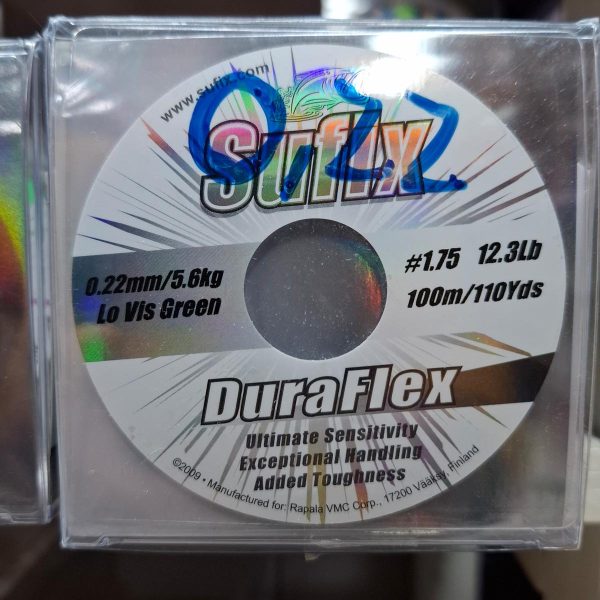 www.sufix.com
Sufix
0,22
0.22mm/5.6kg
Lo Vis Green
#1.75 12.3Lb
100m/110Yds
DuraFlex
Ultimate Sensitivity
Exceptional Handling
Added Toughness
©2009 • Manufactured for: Rapala VMC Corp., 17200 Vääksy, Finland